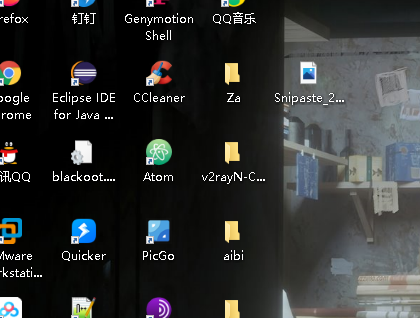 refox
钉钉
Genymotion
Shell
QQ音乐
oogle
rome
Eclipse IDE
for Java ...
CCleaner
Za
Snipaste_2...
讯QQ
blackoot....
Atom
v2rayN-C...
Mware
rkstati...
Quicker
PicGo
aibi